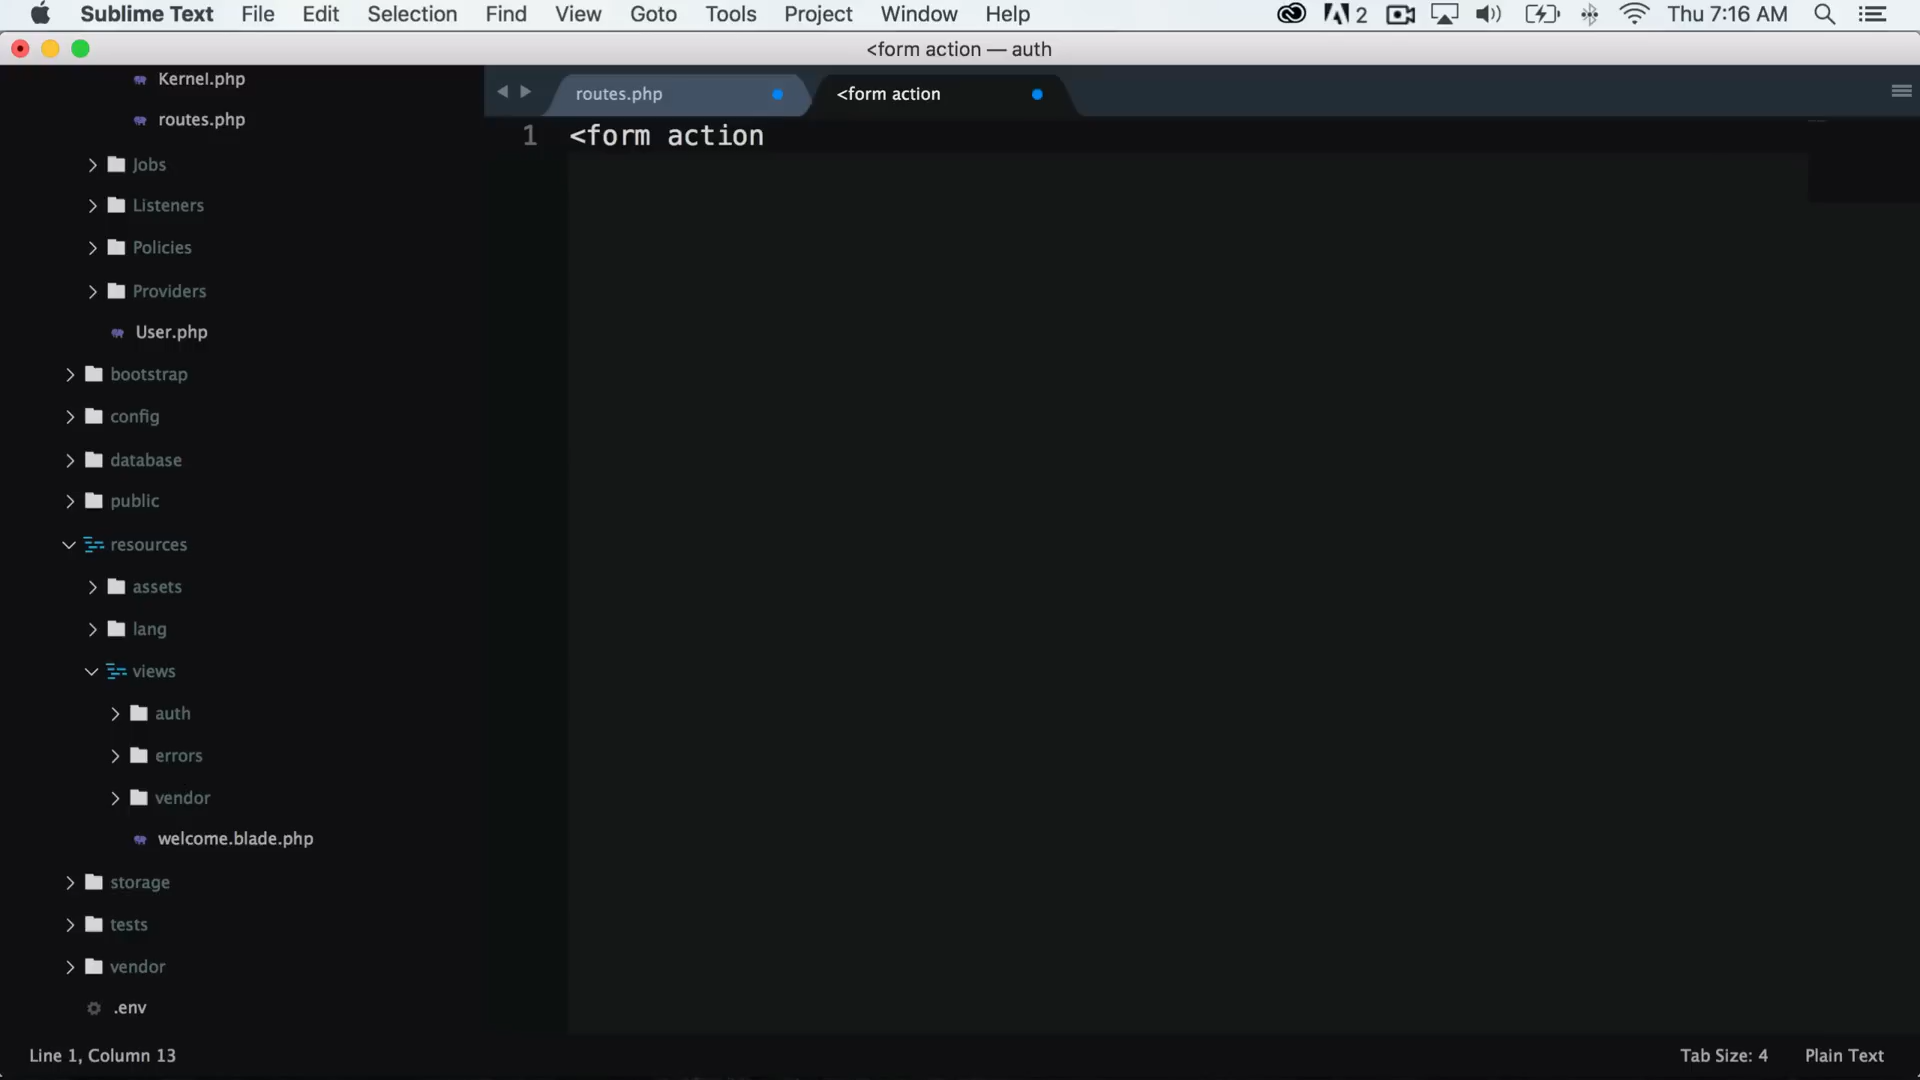 Sublime Text File Edit Selection Find View Goto Tools Project Window Help 2 Thu 7:16 AM
<form action — auth
Kernel.php
routes.php
Jobs
Listeners
Policies
Providers
User.php
bootstrap
config
database
public
resources
assets
lang
views
auth
errors
vendor
welcome.blade.php
storage
tests
vendor
.env
routes.php <form action
1 <form action
Line 1, Column 13 Tab Size: 4 Plain Text